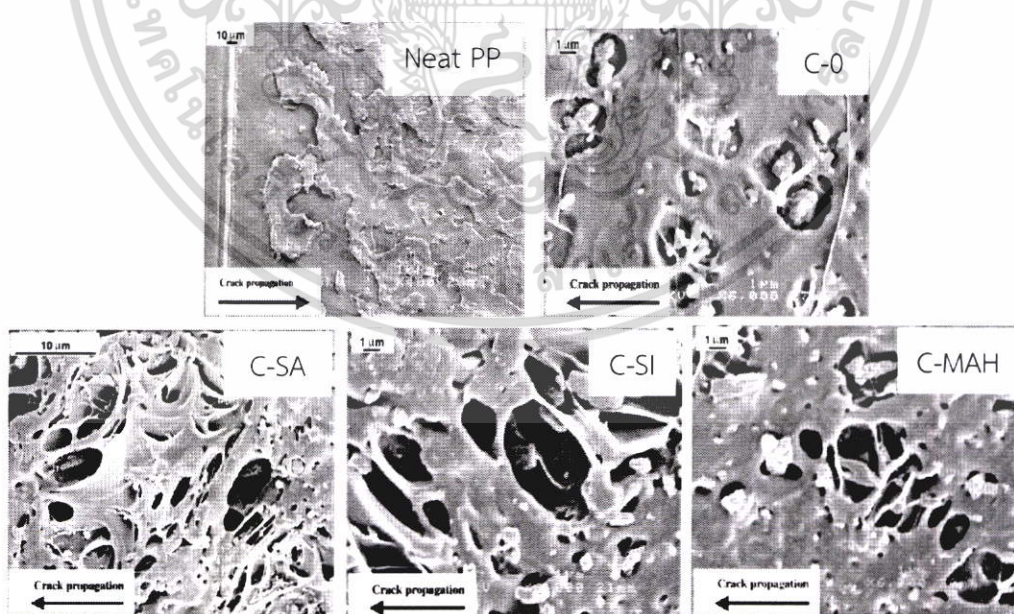 10 µm
Neat PP
Crack propagation
1 µm
C-0
Crack propagation
10 µm
C-SA
Crack propagation
1 µm
C-SI
Crack propagation
1 µm
C-MAH
Crack propagation